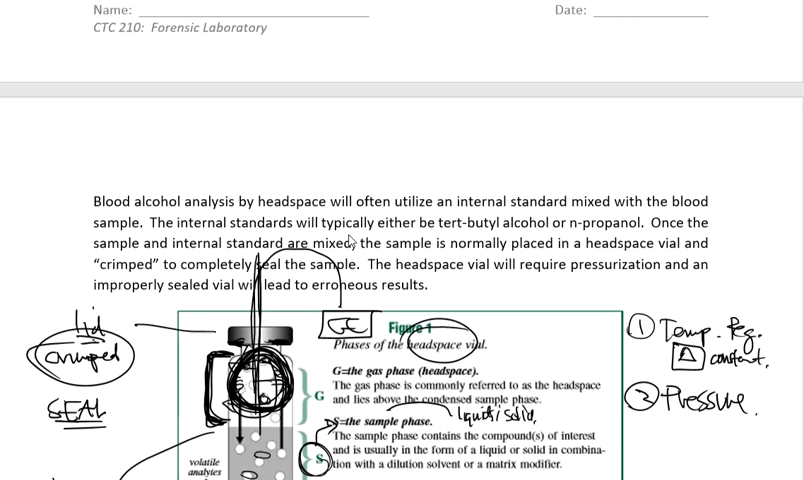 Name: Date:
CTC 210: Forensic Laboratory
Blood alcohol analysis by headspace will often utilize an internal standard mixed with the blood
sample. The internal standards will typically either be tert-butyl alcohol or n-propanol. Once the
sample and internal standard are mixed, the sample is normally placed in a headspace vial and
“crimped” to completely seal the sample. The headspace vial will require pressurization and an
improperly sealed vial will lead to erroneous results.
lid
crimped
SEAL
GC
Figure 1
Phases of the headspace vial.
G=the gas phase (headspace).
The gas phase is commonly referred to as the headspace
and lies above the condensed sample phase.
G
liquid/solid.
S=the sample phase.
The sample phase contains the compound(s) of interest
and is usually in the form of a liquid or solid in combina-
tion with a dilution solvent or a matrix modifier.
S
volatile
analytes
① Temp. Reg.
Δ constant.
② Pressure.